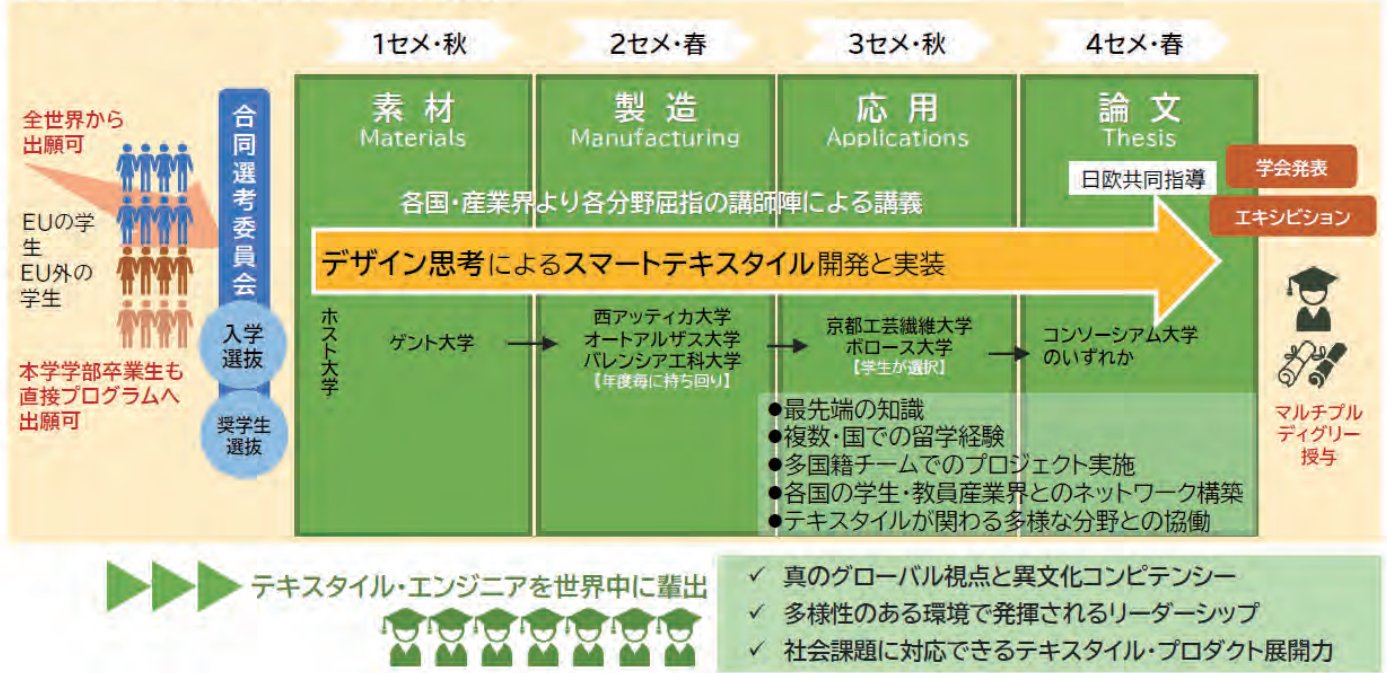 1セメ・秋
2セメ・春
3セメ・秋
4セメ・春
全世界から
出願可
EUの学
生
EU外の
学生
本学学部卒業生も
直接プログラムへ
出願可
合同選考委員会
入学
選抜
奨学生
選抜
素材
Materials
製造
Manufacturing
応用
Applications
論文
Thesis
各国・産業界より各分野屈指の講師陣による講義
日欧共同指導
デザイン思考によるスマートテキスタイル開発と実装
学会発表
エキシビション
ホスト大学
ゲント大学
西アッティカ大学
オートアルザス大学
バレンシア工科大学
【年度毎に持ち回り】
京都工芸繊維大学
ボロース大学
【学生が選択】
コンソーシアム大学
のいずれか
●最先端の知識
●複数・国での留学経験
●多国籍チームでのプロジェクト実施
●各国の学生・教員産業界とのネットワーク構築
●テキスタイルが関わる多様な分野との協働
マルチプル
ディグリー
授与
テキスタイル・エンジニアを世界中に輩出
✓ 真のグローバル視点と異文化コンピテンシー
✓ 多様性のある環境で発揮されるリーダーシップ
✓ 社会課題に対応できるテキスタイル・プロダクト展開力